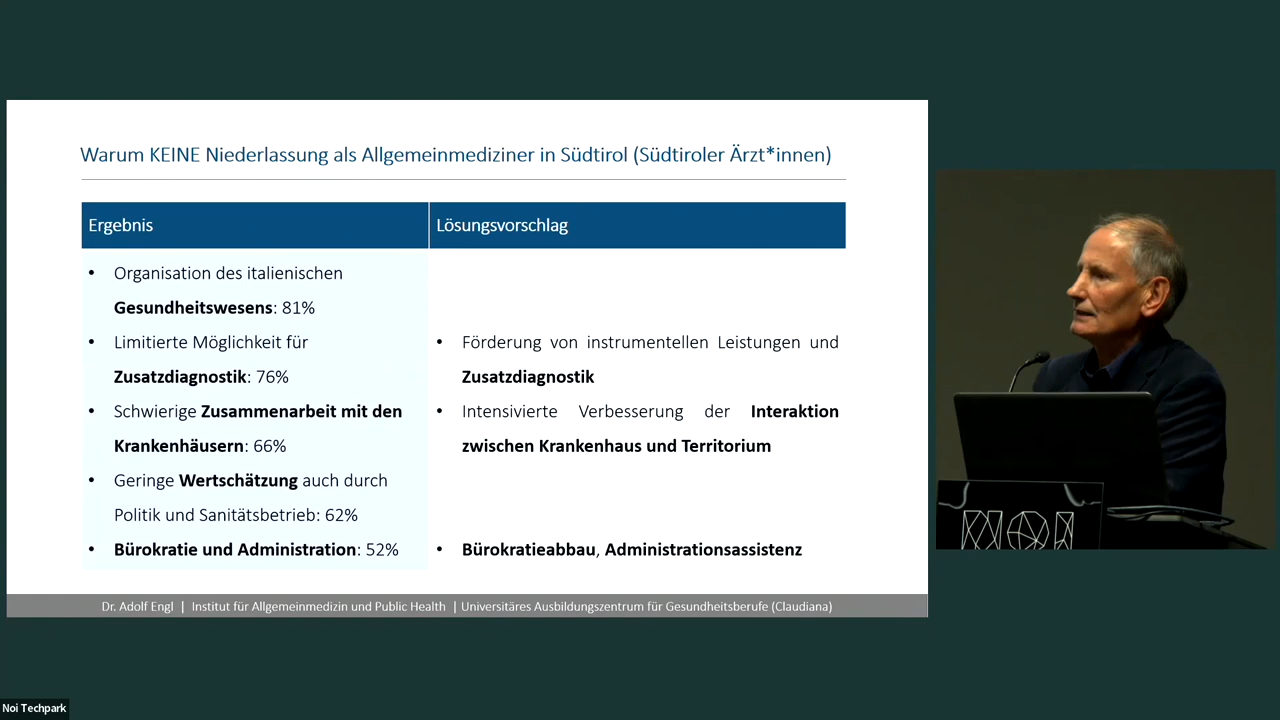 Warum KEINE Niederlassung als Allgemeinmediziner in Südtirol (Südtiroler Ärzt*innen)
Ergebnis
Lösungsvorschlag
• Organisation des italienischen
Gesundheitswesens: 81%
• Limitierte Möglichkeit für
Zusatzdiagnostik: 76%
• Schwierige Zusammenarbeit mit den
Krankenhäusern: 66%
• Geringe Wertschätzung auch durch
Politik und Sanitätsbetrieb: 62%
• Bürokratie und Administration: 52%
• Förderung von instrumentellen Leistungen und
Zusatzdiagnostik
• Intensivierte Verbesserung der Interaktion
zwischen Krankenhaus und Territorium
• Bürokratieabbau, Administrationsassistenz
Dr. Adolf Engl | Institut für Allgemeinmedizin und Public Health | Universitäres Ausbildungszentrum für Gesundheitsberufe (Claudiana)
NOI
Noi Techpark